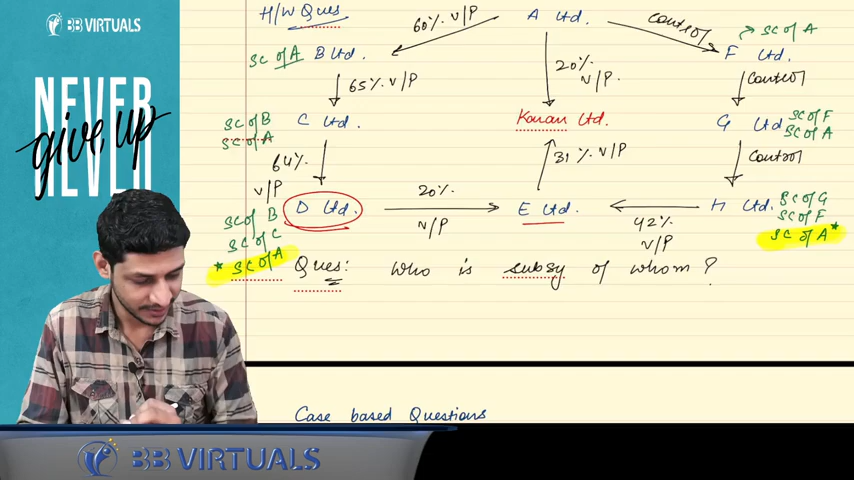 BB VIRTUALS
NEVER
give up
NEVER
H/W Ques
60% V/P
A Ltd.
control
SC of A
SC of A
B Ltd.
F Ltd.
65% V/P
20%
V/P.
control
SC of B
SC of A
C Ltd.
Karan Ltd.
G Ltd
SC of F
SC of A
64%
V/P
31% V/P
control
SC of B
SC of C
* SC of A
D Ltd.
20%
V/P
E Ltd.
42%
V/P
H Ltd.
SC of G
SC of F
SC of A *
Ques: who is subsy of whom?
Case based Questions
BB VIRTUALS